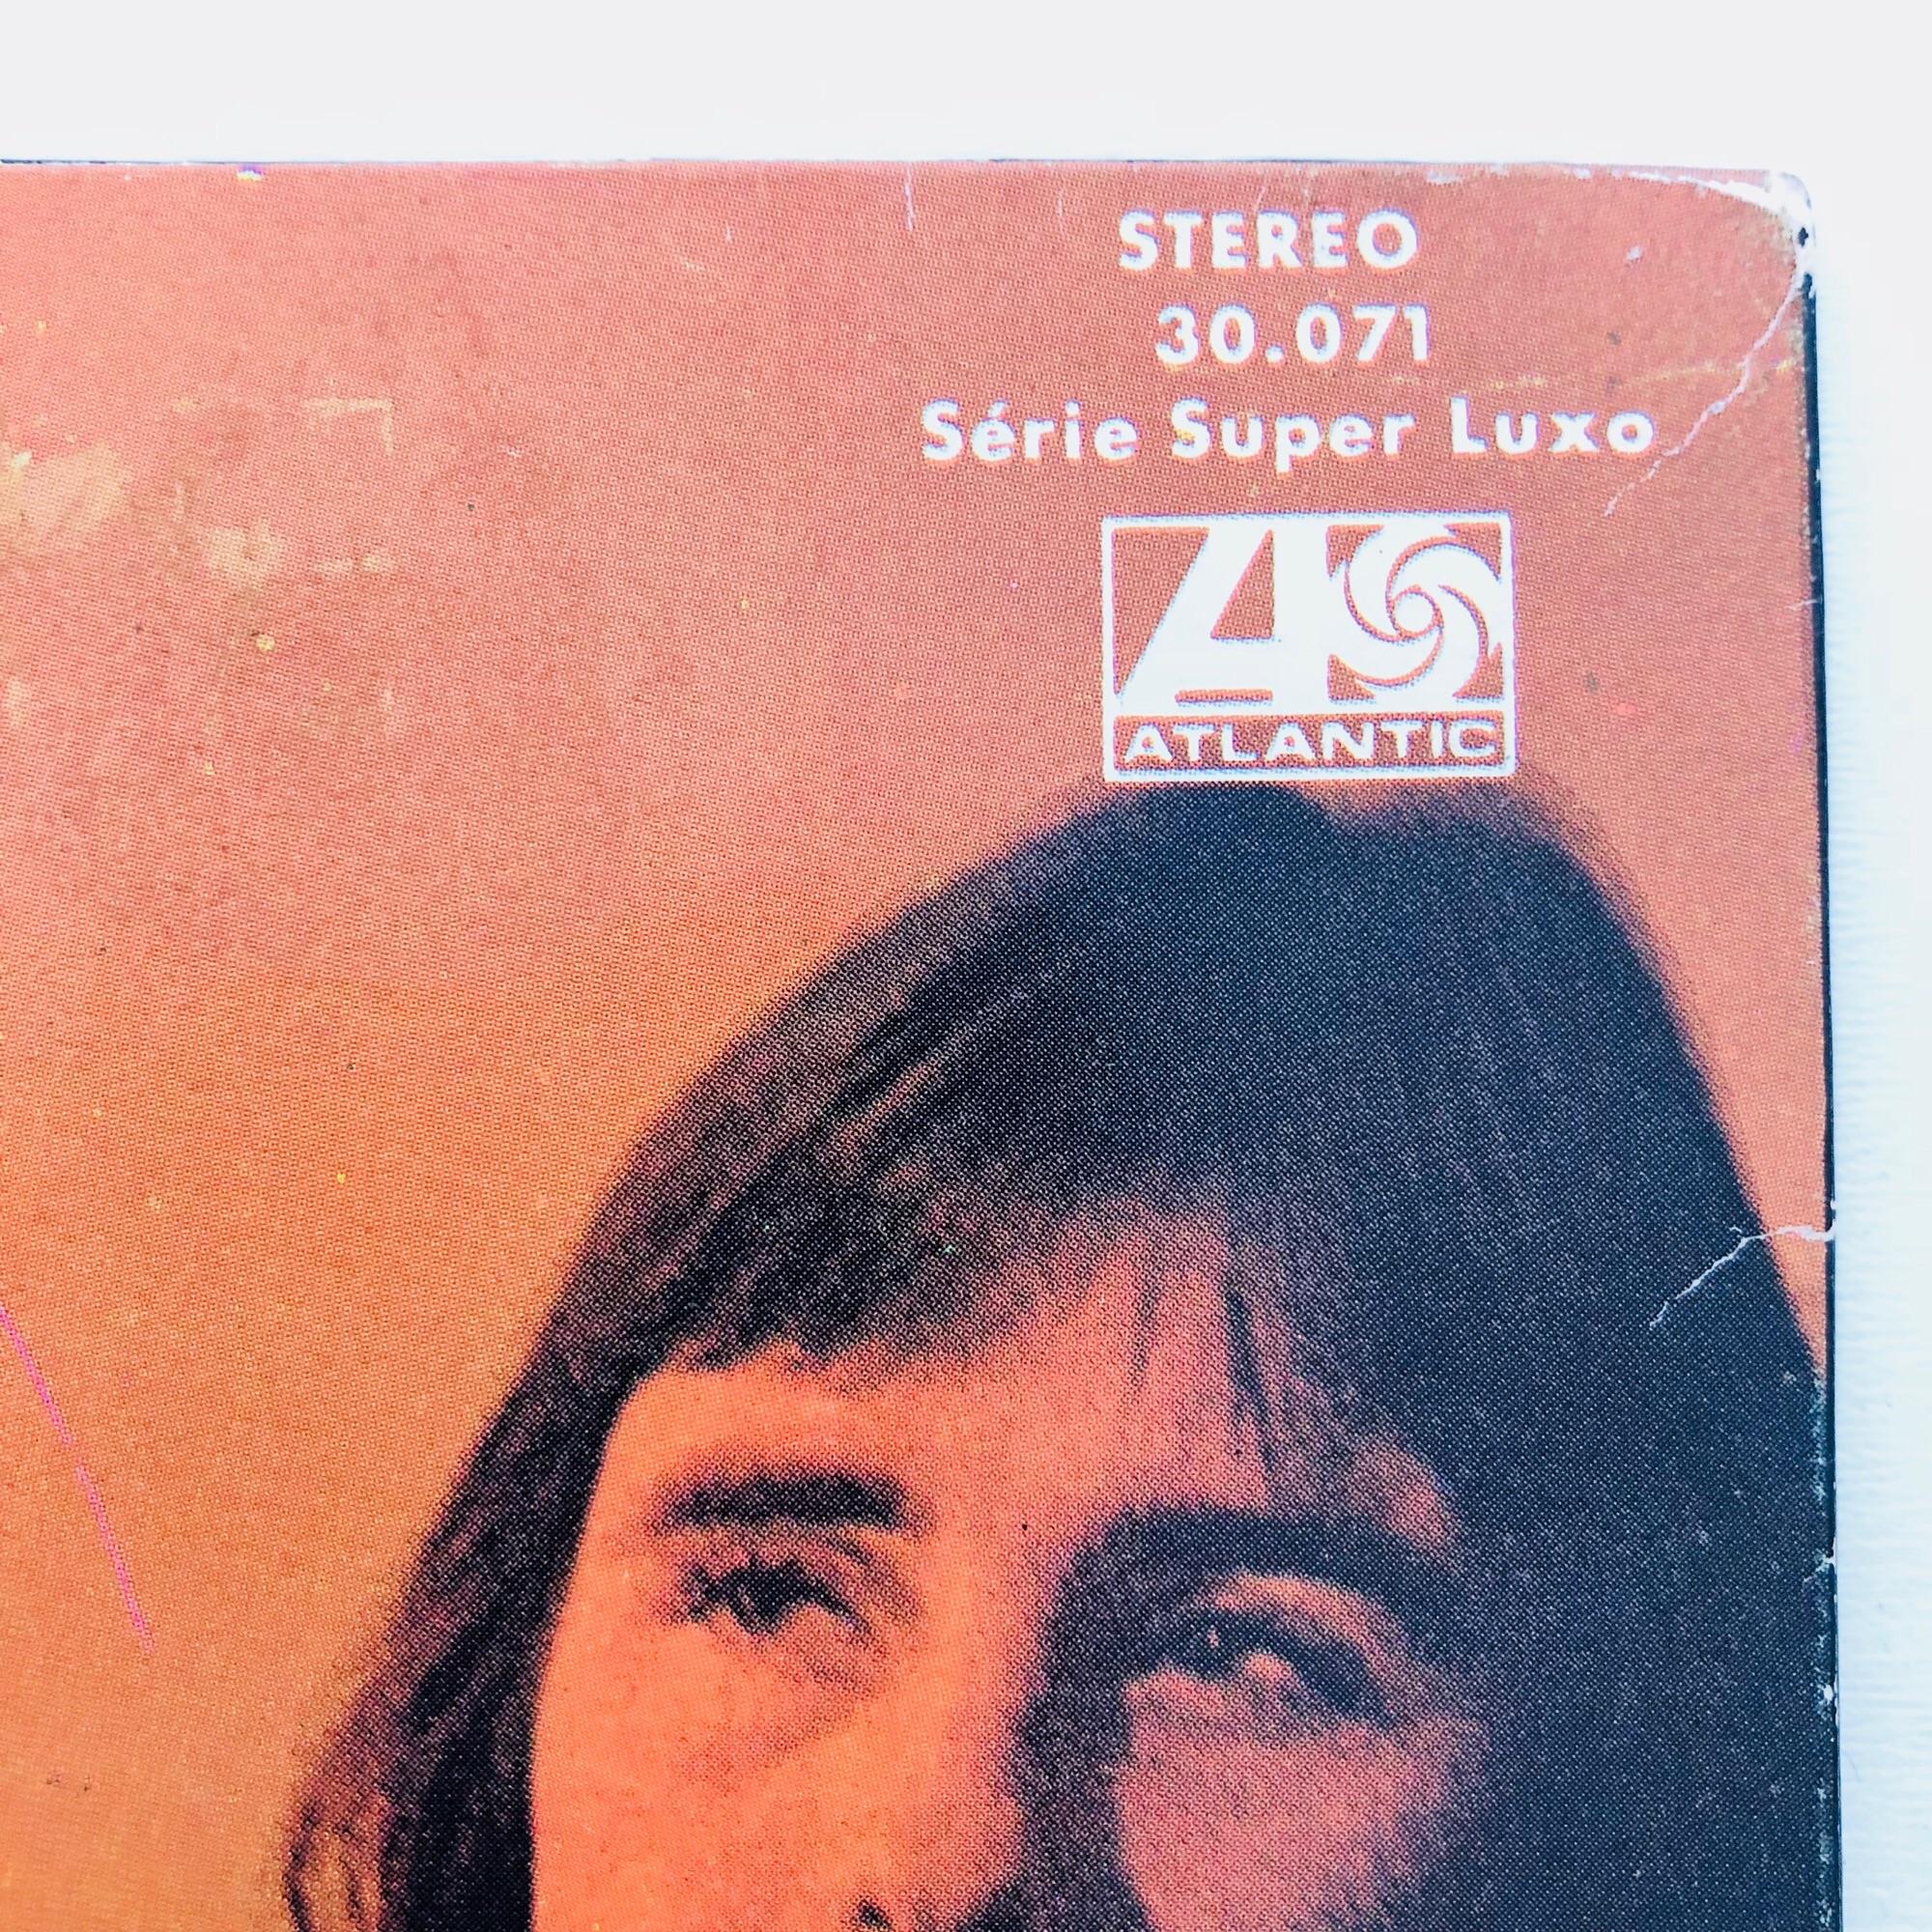 STEREO
30.071
Série Super Luxo
ATLANTIC